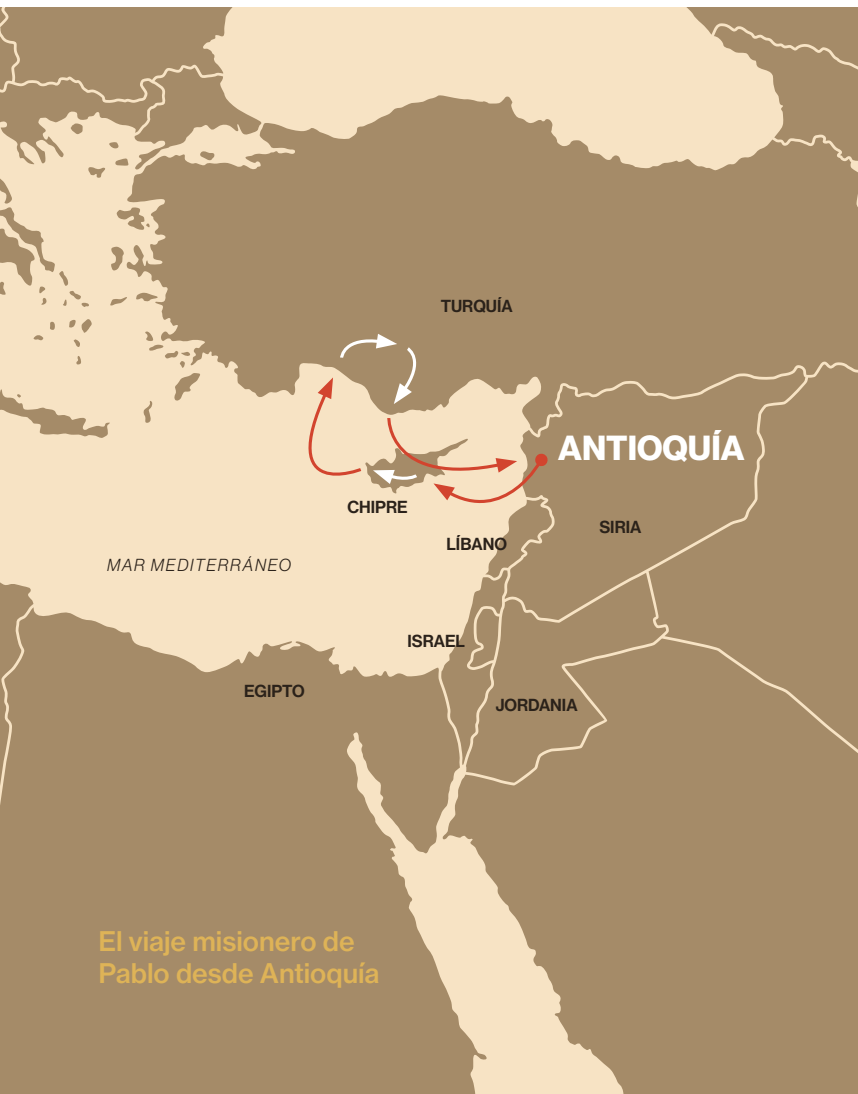 TURQUÍA
ANTIOQUÍA
CHIPRE
SIRIA
LÍBANO
MAR MEDITERRÁNEO
ISRAEL
EGIPTO
JORDANIA
El viaje misionero de
Pablo desde Antioquía